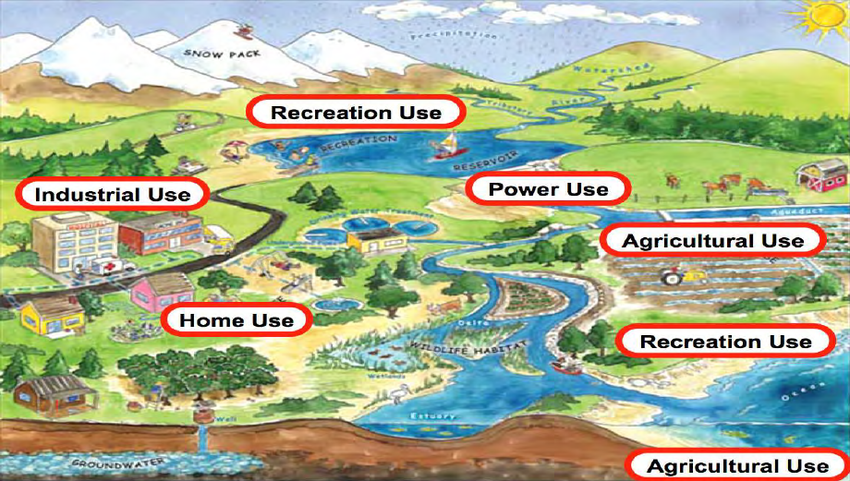 Precipitation
SNOW PACK
Watershed
Tributary
River
Recreation Use
RECREATION
RESERVOIR
Industrial Use
Power Use
Aqueduct
HOSPITAL
Agricultural Use
Home Use
Delta
Recreation Use
WILDLIFE HABITAT
Wetlands
Ocean
Estuary
Well
GROUNDWATER
Agricultural Use